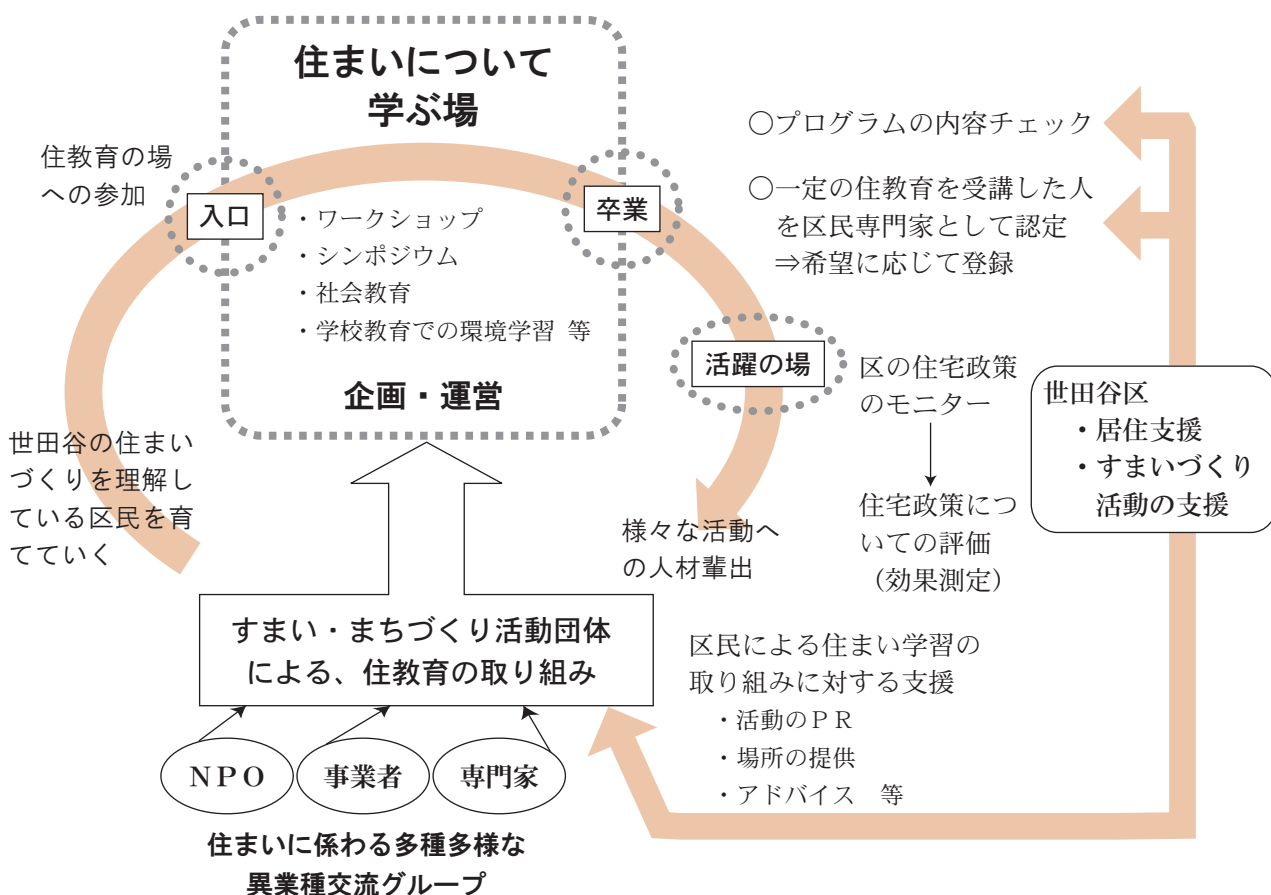 住まいについて
学ぶ場
住教育の場
への参加
入口
卒業
・ワークショップ
・シンポジウム
・社会教育
・学校教育での環境学習 等
企画・運営
○プログラムの内容チェック
○一定の住教育を受講した人
を区民専門家として認定
⇒希望に応じて登録
活躍の場
区の住宅政策
のモニター
住宅政策につ
いての評価
（効果測定）
世田谷区
・居住支援
・すまいづくり
活動の支援
世田谷の住まい
づくりを理解し
ている区民を育
てていく
様々な活動へ
の人材輩出
すまい・まちづくり活動団体
による、住教育の取り組み
区民による住まい学習の
取り組みに対する支援
・活動のＰＲ
・場所の提供
・アドバイス　等
ＮＰＯ
事業者
専門家
住まいに係わる多種多様な
異業種交流グループ